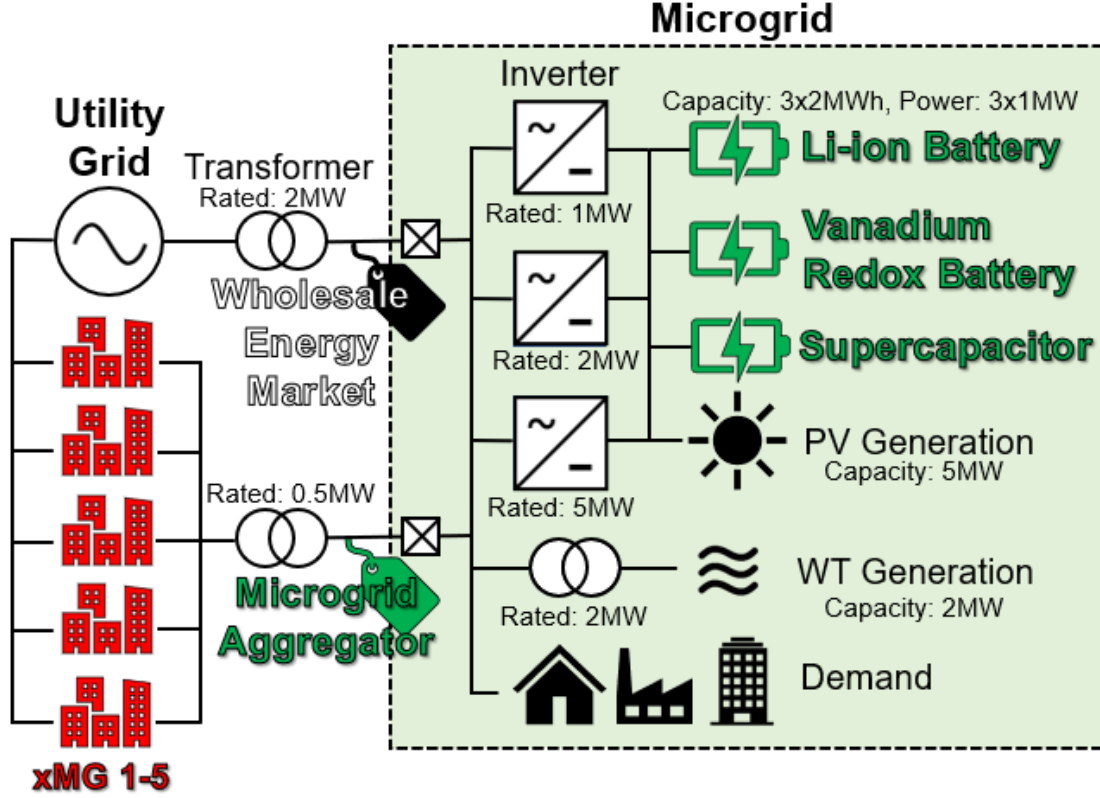 Microgrid
Inverter
Capacity: 3x2MWh, Power: 3x1MW
Li-ion Battery
Utility
Grid
Transformer
Rated: 2MW
Rated: 1MW
Vanadium
Redox Battery
Wholesale
Energy
Market
Rated: 2MW
Supercapacitor
PV Generation
Capacity: 5MW
Rated: 0.5MW
Rated: 5MW
Microgrid
Aggregator
WT Generation
Capacity: 2MW
Rated: 2MW
Demand
xMG 1-5